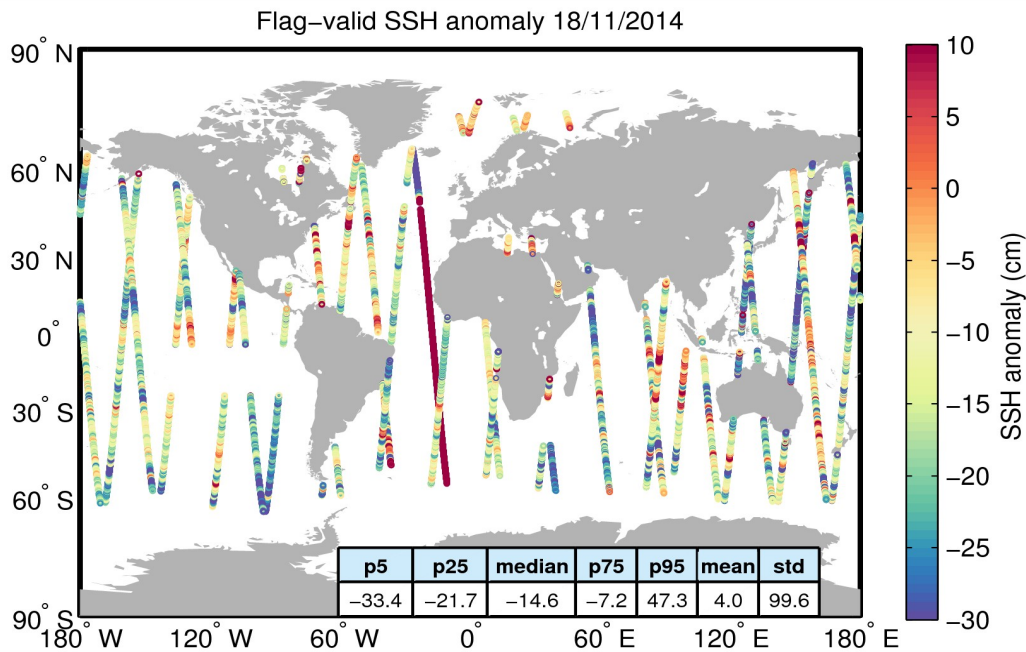 Flag−valid SSH anomaly 18/11/2014
90° N
60° N
30° N
0°
30° S
60° S
90° S
180° W
120° W
60° W
0°
60° E
120° E
180° E
p5 p25 median p75 p95 mean std
−33.4 −21.7 −14.6 −7.2 47.3 4.0 99.6
10
5
0
−5
−10
−15
−20
−25
−30
SSH anomaly (cm)